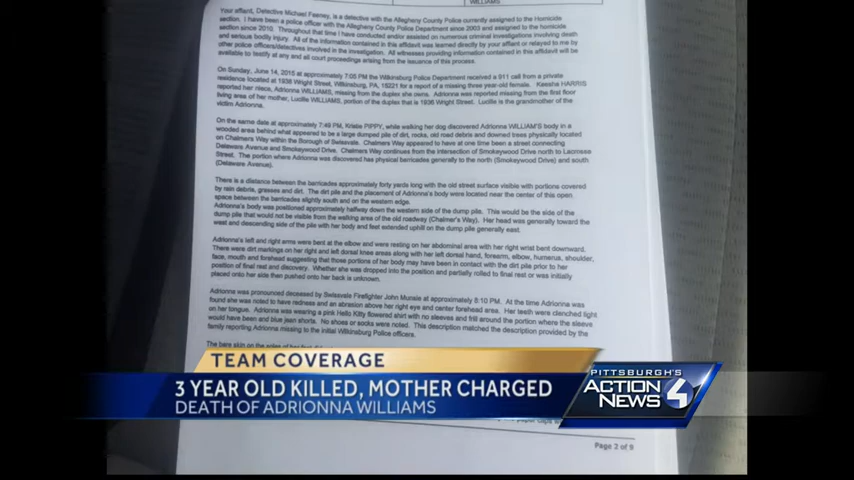 WILLIAMS
Your affiant, Detective Michael Feeney, is a detective with the Allegheny County Police currently assigned to the Homicide
section. I have been a police officer with the Allegheny County Police Department since 2003 and assigned to the homicide
section since 2010. Throughout that time I have conducted and/or assisted on numerous criminal investigations involving death
and serious bodily injury. All of the information contained in this affidavit was learned directly by your affiant or relayed to me by
other police officers/detectives involved in the investigation. All witnesses providing information contained in this affidavit will be
available to testify at any and all court proceedings arising from the issuance of this process.
On Sunday, June 14, 2015 at approximately 7:05 PM the Wilkinsburg Police Department received a 911 call from a private
residence located at 1938 Wright Street, Wilkinsburg, PA, 15221 for a report of a missing three year-old female. Keesha HARRIS
reported her niece, Adrionna WILLIAMS, missing from the duplex she owns. Adrionna was reported missing from the first floor
living area of her mother, Lucille WILLIAMS, portion of the duplex that is 1836 Wright Street. Lucille is the grandmother of the
victim Adrionna.
On the same date at approximately 7:49 PM, Kristie PIPPY, while walking her dog discovered Adrionna WILLIAM'S body in a
wooded area behind what appeared to be a large dumped pile of dirt, rocks, old road debris and downed trees physically located
on Chalmers Way within the Borough of Swissvale. Chalmers Way appeared to have at one time been a street connecting
Delaware Avenue and Smokeywood Drive. Chalmers Way continues from the intersection of Smokeywood Drive north to Lacrosse
Street. The portion where Adrionna was discovered has physical barricades generally to the north (Smokeywood Drive) and south
(Delaware Avenue).
There is a distance between the barricades approximately forty yards long with the old street surface visible with portions covered
by rain debris, grasses and dirt. The dirt pile and the placement of Adrionna's body were located near the center of this open
space between the barricades slightly south and on the western edge.
Adrionna's body was positioned approximately halfway down the western side of the dump pile. This would be the side of the
dump pile that would not be visible from the walking area of the old roadway (Chalmer's Way). Her head was generally toward the
west and descending side of the pile with her body and feet extended uphill on the dump pile generally east.
Adrionna's left and right arms were bent at the elbow and were resting on her abdominal area with her right wrist bent downward.
There were dirt markings on her right and left dorsal knee areas along with her left dorsal hand, forearm, elbow, humerus, shoulder,
face, mouth and forehead suggesting that those portions of her body may have been in contact with the dirt pile prior to her
position of final rest and discovery. Whether she was dropped into the position and partially rolled to final rest or was initially
placed onto her side then pushed onto her back is unknown.
Adrionna was pronounced deceased by Swissvale Firefighter John Munsie at approximately 8:10 PM. At the time Adrionna was
found she was noted to have redness and an abrasion above her right eye and center forehead area. Her teeth were clenched light
on her tongue. Adrionna was wearing a pink Hello Kitty flowered shirt with no sleeves and frill around the portion where the sleeve
would have been and blue jean shorts. No shoes or socks were noted. This description matched the description provided by the
family reporting Adrionna missing to the initial Wilkinsburg Police officers.
The bare skin on the soles of her feet
TEAM COVERAGE
3 YEAR OLD KILLED, MOTHER CHARGED
DEATH OF ADRIONNA WILLIAMS
PITTSBURGH'S
ACTION
NEWS 4
Page 2 of 9